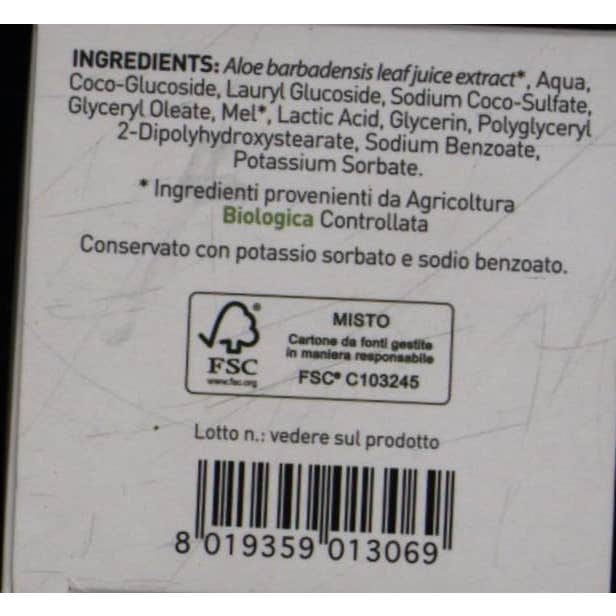 INGREDIENTS: Aloe barbadensis leaf juice extract*, Aqua,
Coco-Glucoside, Lauryl Glucoside, Sodium Coco-Sulfate,
Glyceryl Oleate, Mel*, Lactic Acid, Glycerin, Polyglyceryl
2-Dipolyhydroxystearate, Sodium Benzoate,
Potassium Sorbate.
* Ingredienti provenienti da Agricoltura
Biologica Controllata
Conservato con potassio sorbato e sodio benzoato.
FSC®
www.fsc.org
MISTO
Cartone da fonti gestite
in maniera responsabile
FSC® C103245
Lotto n.: vedere sul prodotto
8 019359 013069